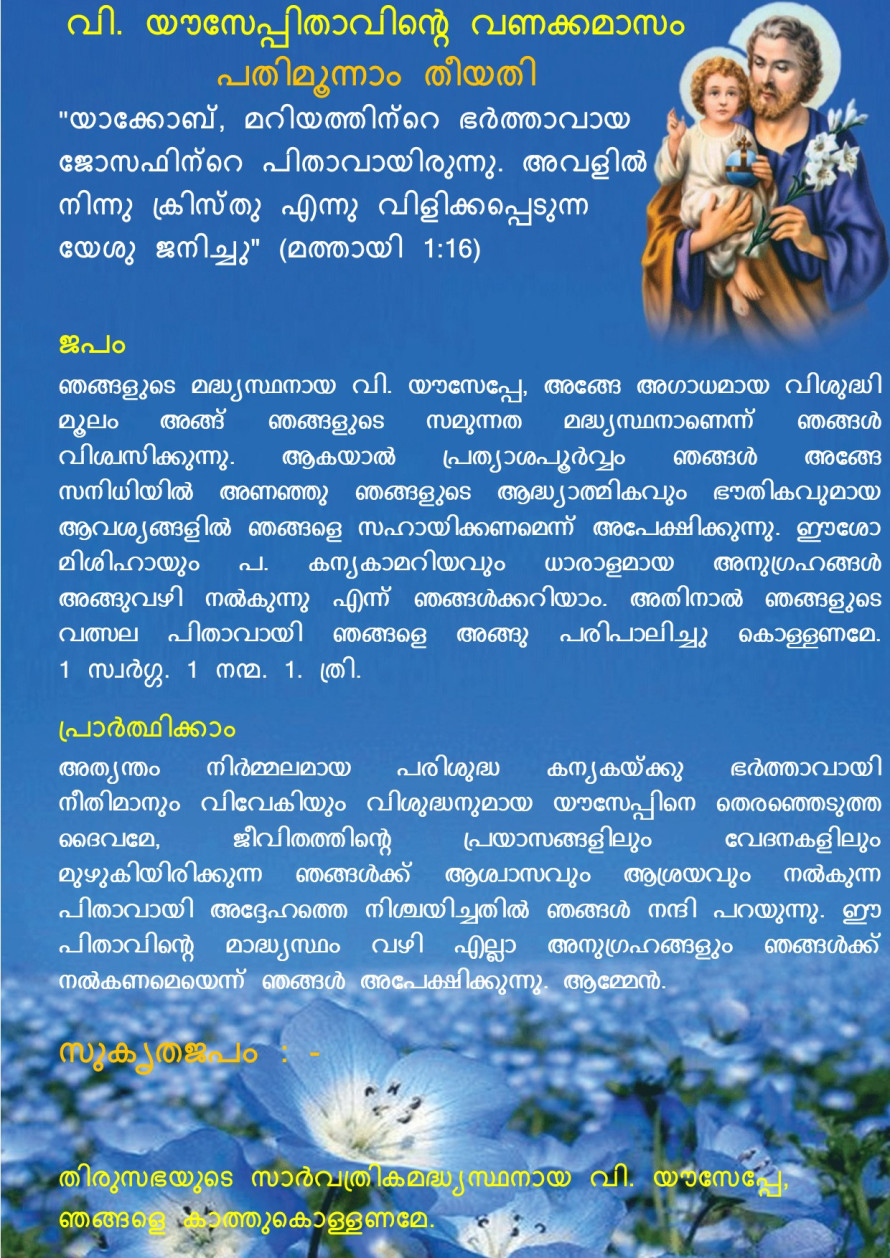 വി. യൗസേപ്പിതാവിന്റെ വണക്കമാസം
പതിമൂന്നാം തീയതി
"യാക്കോബ്, മറിയത്തിന്‌റെ ഭർത്താവായ
ജോസഫിന്‌റെ പിതാവായിരുന്നു. അവളിൽ
നിന്നു ക്രിസ്തു എന്നു വിളിക്കപ്പെടുന്ന
യേശു ജനിച്ചു" (മത്തായി 1:16)
ജപം
ഞങ്ങളുടെ മദ്ധ്യസ്ഥനായ വി. യൗസേപ്പേ, അങ്ങേ അഗാധമായ വിശുദ്ധി
മൂലം അങ്ങ് ഞങ്ങളുടെ സമുന്നത മദ്ധ്യസ്ഥനാണെന്ന് ഞങ്ങൾ
വിശ്വസിക്കുന്നു. ആകയാൽ പ്രത്യാശപൂർവ്വം ഞങ്ങൾ അങ്ങേ
സനിധിയിൽ അണഞ്ഞു ഞങ്ങളുടെ ആദ്ധ്യാത്മികവും ഭൗതികവുമായ
ആവശ്യങ്ങളിൽ ഞങ്ങളെ സഹായിക്കണമെന്ന് അപേക്ഷിക്കുന്നു. ഈശോ
മിശിഹായും പ. കന്യകാമറിയവും ധാരാളമായ അനുഗ്രഹങ്ങൾ
അങ്ങുവഴി നൽകുന്നു എന്ന് ഞങ്ങൾക്കറിയാം. അതിനാൽ ഞങ്ങളുടെ
വത്സല പിതാവായി ഞങ്ങളെ അങ്ങു പരിപാലിച്ചു കൊള്ളണമേ.
1 സ്വർഗ്ഗ. 1 നന്മ. 1. ത്രി.
പ്രാർത്ഥിക്കാം
അത്യന്തം നിർമ്മലമായ പരിശുദ്ധ കന്യകയ്ക്കു ഭർത്താവായി
നീതിമാനും വിവേകിയും വിശുദ്ധനുമായ യൗസേപ്പിനെ തെരഞ്ഞെടുത്ത
ദൈവമേ, ജീവിതത്തിന്റെ പ്രയാസങ്ങളിലും വേദനകളിലും
മുഴുകിയിരിക്കുന്ന ഞങ്ങൾക്ക് ആശ്വാസവും ആശ്രയവും നൽകുന്ന
പിതാവായി അദ്ദേഹത്തെ നിശ്ചയിച്ചതിൽ ഞങ്ങൾ നന്ദി പറയുന്നു. ഈ
പിതാവിന്റെ മാദ്ധ്യസ്ഥം വഴി എല്ലാ അനുഗ്രഹങ്ങളും ഞങ്ങൾക്ക്
നൽകണമെയെന്ന് ഞങ്ങൾ അപേക്ഷിക്കുന്നു. ആമ്മേൻ.
സുകൃതജപം : -
തിരുസഭയുടെ സാർവത്രികമദ്ധ്യസ്ഥനായ വി. യൗസേപ്പേ,
ഞങ്ങളെ കാത്തുകൊള്ളണമേ.